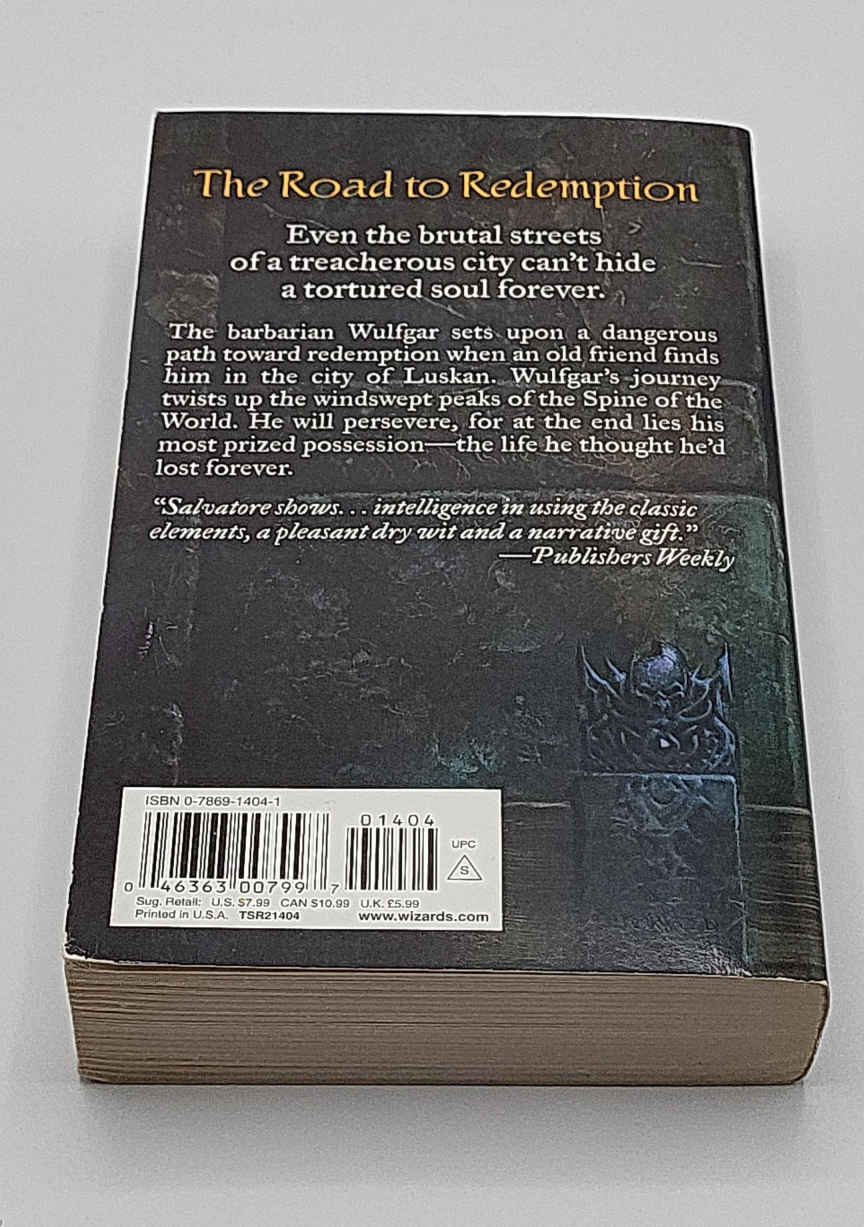 The Road to Redemption
Even the brutal streets
of a treacherous city can't hide
a tortured soul forever.
The barbarian Wulfgar sets upon a dangerous
path toward redemption when an old friend finds
him in the city of Luskan. Wulfgar's journey
twists up the windswept peaks of the Spine of the
World. He will persevere, for at the end lies his
most prized possession—the life he thought he'd
lost forever.
"Salvatore shows. . . intelligence in using the classic
elements, a pleasant dry wit and a narrative gift."
—Publishers Weekly
ISBN 0-7869-1404-1
01404
UPC
S
0 46363 00799 7
Sug. Retail: U.S. $7.99 CAN $10.99 U.K. £5.99
Printed in U.S.A. TSR21404 www.wizards.com